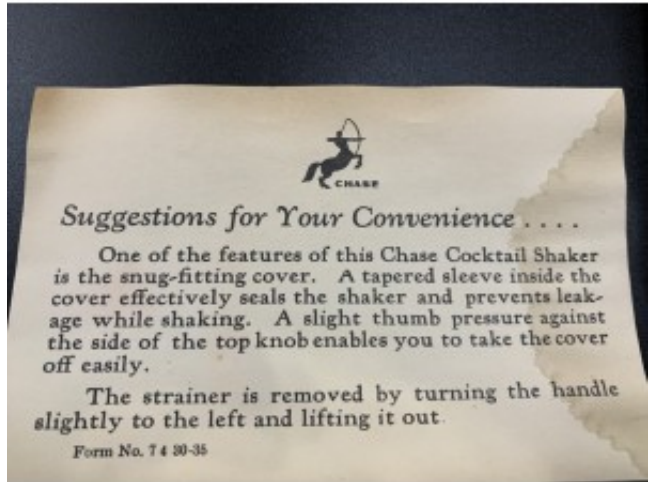 CHASE
Suggestions for Your Convenience ....
One of the features of this Chase Cocktail Shaker
is the snug-fitting cover. A tapered sleeve inside the
cover effectively seals the shaker and prevents leak-
age while shaking. A slight thumb pressure against
the side of the top knob enables you to take the cover
off easily.
The strainer is removed by turning the handle
slightly to the left and lifting it out.
Form No. 74 30-35